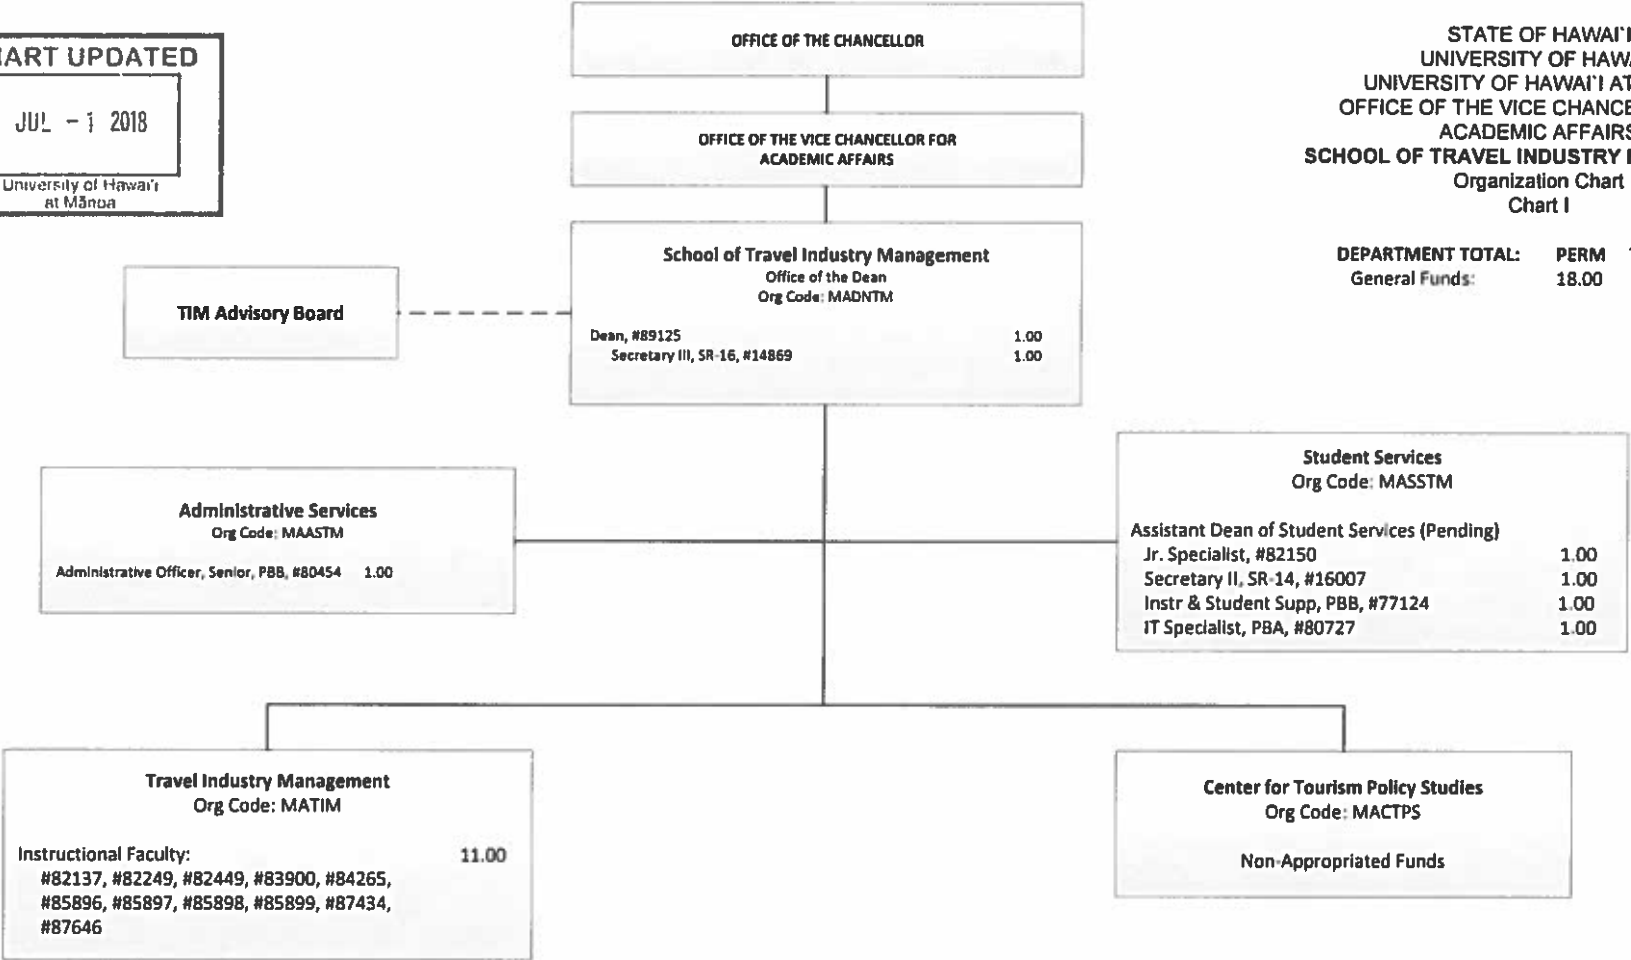 UPDATED
JUL - 1 2018
University of Hawai'i
at Mānoa
OFFICE OF THE CHANCELLOR
OFFICE OF THE VICE CHANCELLOR FOR
ACADEMIC AFFAIRS
STATE OF HAWAI'I
UNIVERSITY OF
UNIVERSITY OF HAWAI'I AT
OFFICE OF THE VICE
ACADEMIC AFFAIRS
SCHOOL OF TRAVEL INDUSTRY
Organization Chart
Chart I
DEPARTMENT TOTAL: PERM
General Funds: 18.00
School of Travel Industry Management
Office of the Dean
Org Code: MADNTM
Dean, #89125 1.00
Secretary III, SR-16, #14869 1.00
TIM Advisory Board
Administrative Services
Org Code: MAASTM
Administrative Officer, Senior, PBB, #80454 1.00
Student Services
Org Code: MASSTM
Assistant Dean of Student Services (Pending)
Jr. Specialist, #82150 1.00
Secretary II, SR-14, #16007 1.00
Instr & Student Supp, PBB, #77124 1.00
IT Specialist, PBA, #80727 1.00
Travel Industry Management
Org Code: MATIM
Instructional Faculty: 11.00
#82137, #82249, #82449, #83900, #84265,
#85896, #85897, #85898, #85899, #87434,
#87646
Center for Tourism Policy Studies
Org Code: MACTPS
Non-Appropriated Funds